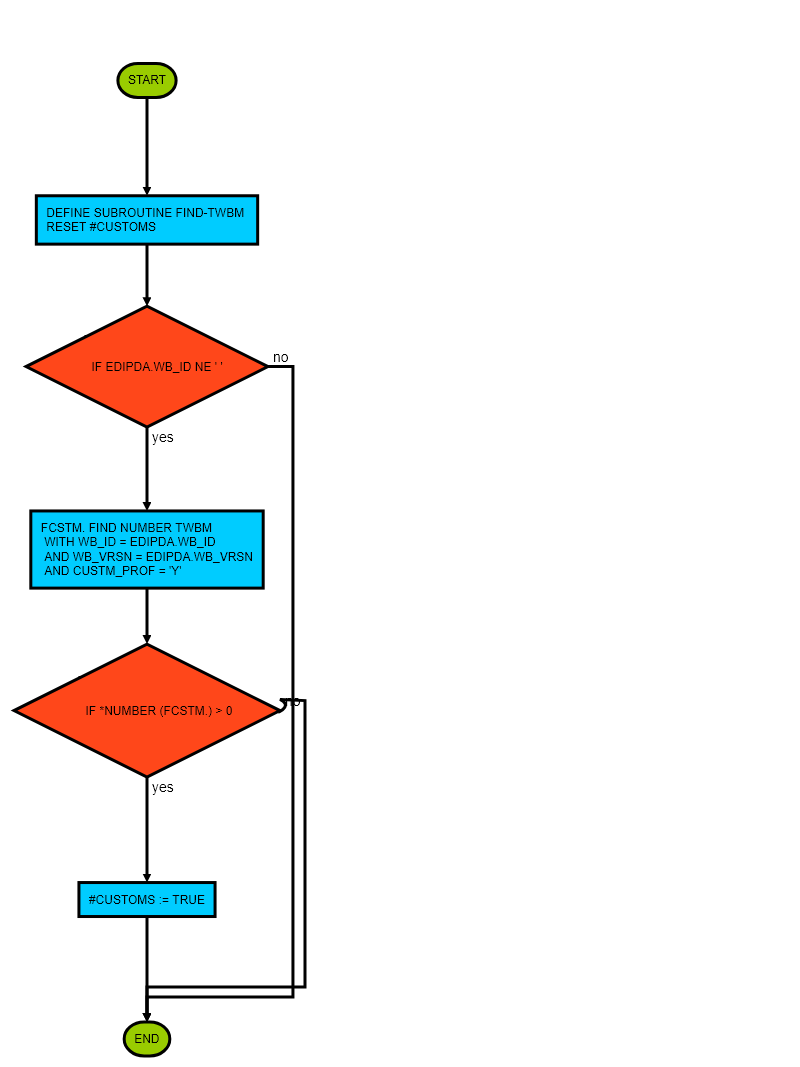 START
DEFINE SUBROUTINE FIND-TWBM
RESET #CUSTOMS
IF EDIPDA.WB_ID NE ' '
no
yes
FCSTM. FIND NUMBER TWBM
WITH WB_ID = EDIPDA.WB_ID
AND WB_VRSN = EDIPDA.WB_VRSN
AND CUSTM_PROF = 'Y'
no
IF *NUMBER (FCSTM.) > 0
yes
#CUSTOMS := TRUE
END